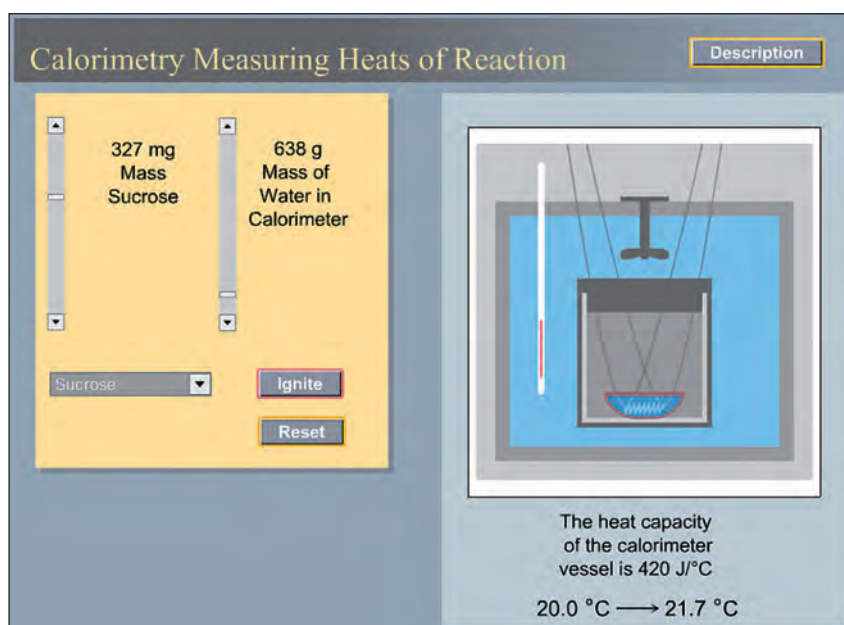 Calorimetry Measuring Heats of Reaction
Description
327 mg
Mass
Sucrose
638 g
Mass of
Water in
Calorimeter
Sucrose
Ignite
Reset
The heat capacity
of the calorimeter
vessel is 420 J/°C
20.0 °C ⟶ 21.7 °C